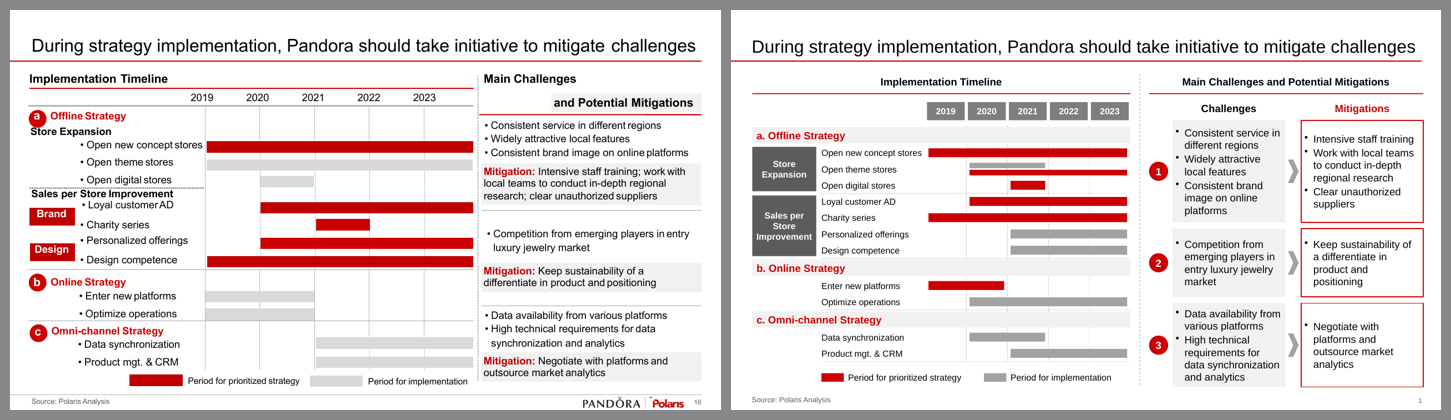 During strategy implementation, Pandora should take initiative to mitigate challenges
Implementation Timeline
2019 2020 2021 2022 2023
a Offline Strategy
Store Expansion
• Open new concept stores
• Open theme stores
• Open digital stores
Sales per Store Improvement
Brand
• Loyal customer AD
• Charity series
Design
• Personalized offerings
• Design competence
b Online Strategy
• Enter new platforms
• Optimize operations
c Omni-channel Strategy
• Data synchronization
• Product mgt. & CRM
Period for prioritized strategy Period for implementation
Main Challenges
and Potential Mitigations
• Consistent service in different regions
• Widely attractive local features
• Consistent brand image on online platforms
Mitigation: Intensive staff training; work with
local teams to conduct in-depth regional
research; clear unauthorized suppliers
• Competition from emerging players in entry
luxury jewelry market
Mitigation: Keep sustainability of a
differentiate in product and positioning
• Data availability from various platforms
• High technical requirements for data
synchronization and analytics
Mitigation: Negotiate with platforms and
outsource market analytics
Source: Polaris Analysis
PANDÖRA Polaris 16
During strategy implementation, Pandora should take initiative to mitigate challenges
Implementation Timeline
2019 2020 2021 2022 2023
a. Offline Strategy
Store
Expansion
Open new concept stores
Open theme stores
Open digital stores
Sales per
Store
Improvement
Loyal customer AD
Charity series
Personalized offerings
Design competence
b. Online Strategy
Enter new platforms
Optimize operations
c. Omni-channel Strategy
Data synchronization
Product mgt. & CRM
Period for prioritized strategy Period for implementation
Main Challenges and Potential Mitigations
Challenges Mitigations
1
• Consistent service in
different regions
• Widely attractive
local features
• Consistent brand
image on online
platforms
• Intensive staff training
• Work with local teams
to conduct in-depth
regional research
• Clear unauthorized
suppliers
2
• Competition from
emerging players in
entry luxury jewelry
market
• Keep sustainability of
a differentiate in
product and
positioning
3
• Data availability from
various platforms
• High technical
requirements for
data synchronization
and analytics
• Negotiate with
platforms and
outsource market
analytics
Source: Polaris Analysis
1